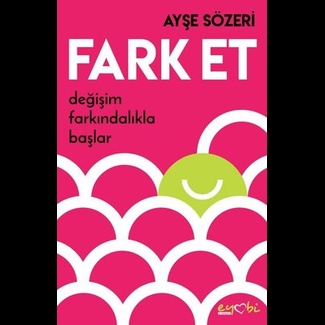 AYŞE SÖZERİ
FARK ET
değişim
farkındalıkla
başlar
eyobi